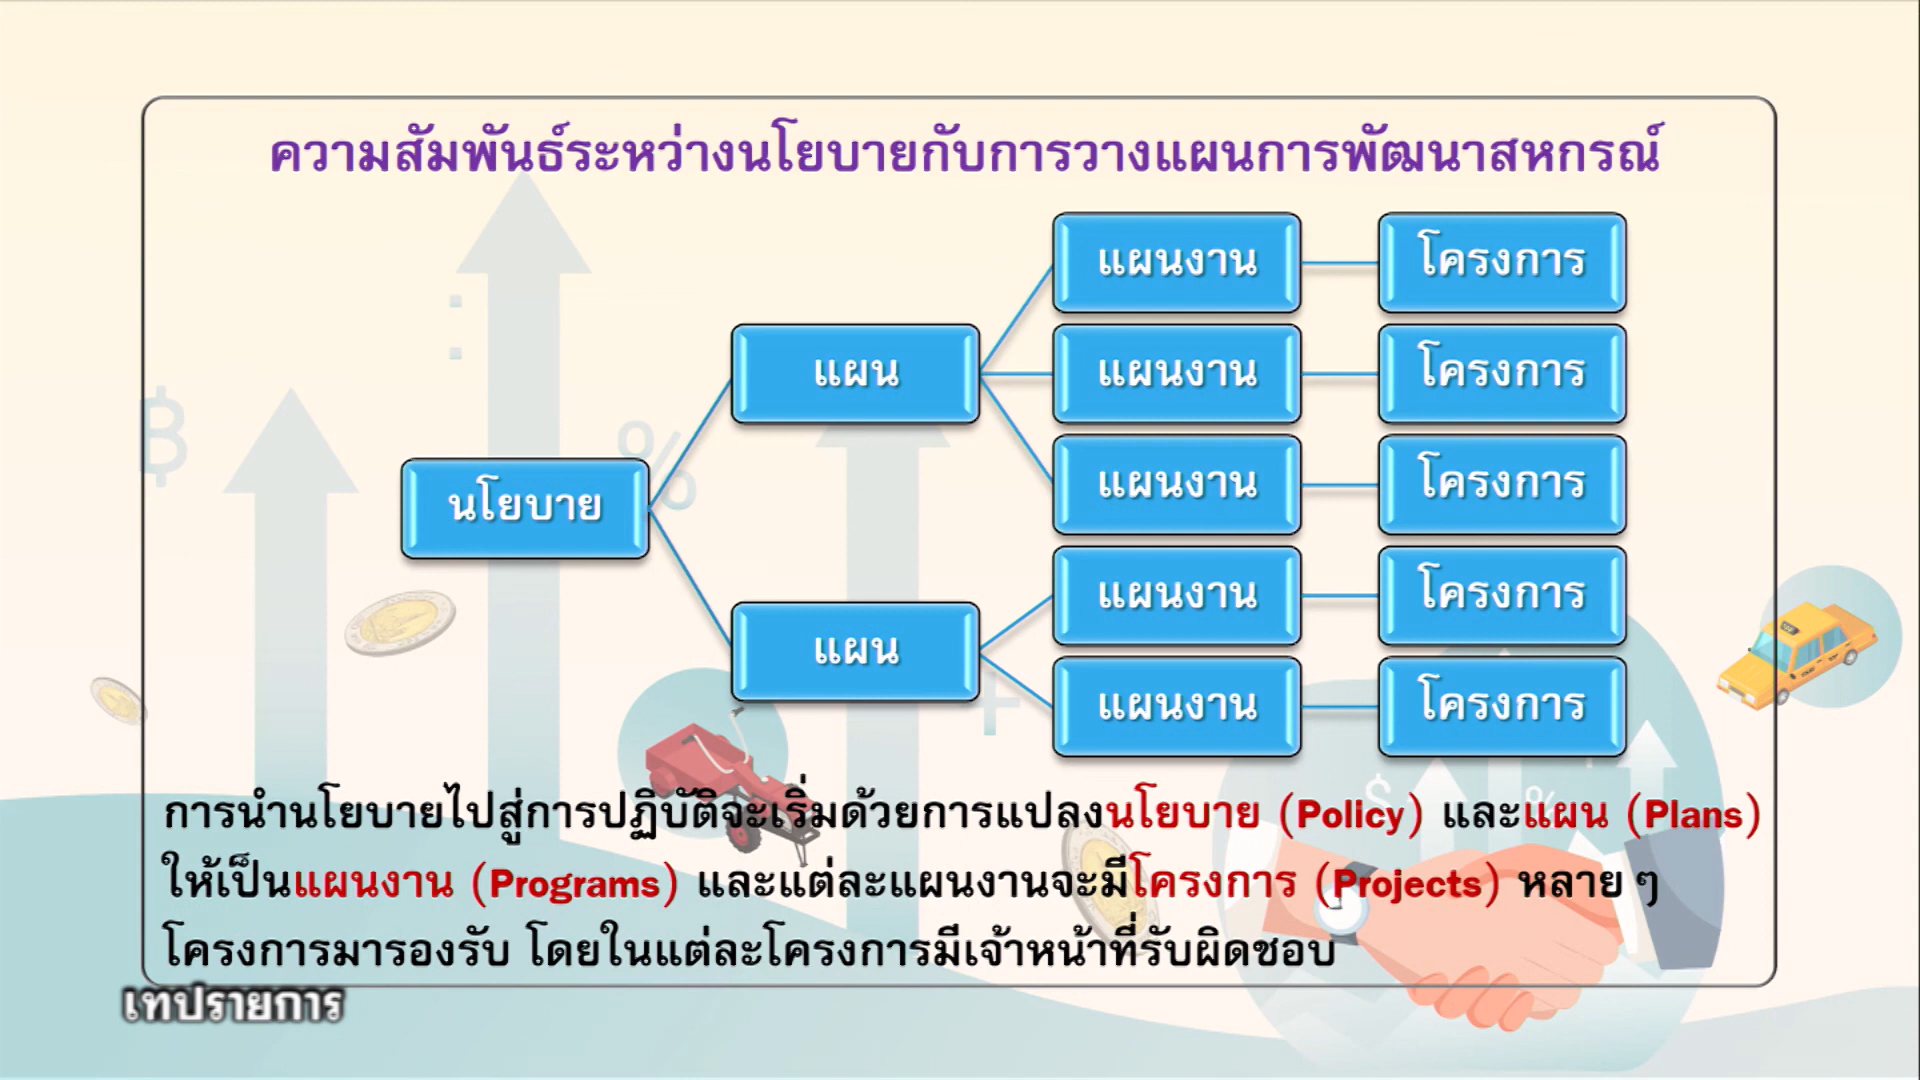 ความสัมพันธ์ระหว่างนโยบายกับการวางแผนการพัฒนาสหกรณ์
นโยบาย
แผน
แผนงาน
โครงการ
แผนงาน
โครงการ
แผนงาน
โครงการ
แผน
แผนงาน
โครงการ
แผนงาน
โครงการ
การนำนโยบายไปสู่การปฏิบัติจะเริ่มด้วยการแปลงนโยบาย (Policy) และแผน (Plans)
ให้เป็นแผนงาน (Programs) และแต่ละแผนงานจะมีโครงการ (Projects) หลาย ๆ
โครงการมารองรับ โดยในแต่ละโครงการมีเจ้าหน้าที่รับผิดชอบ
เทปรายการ